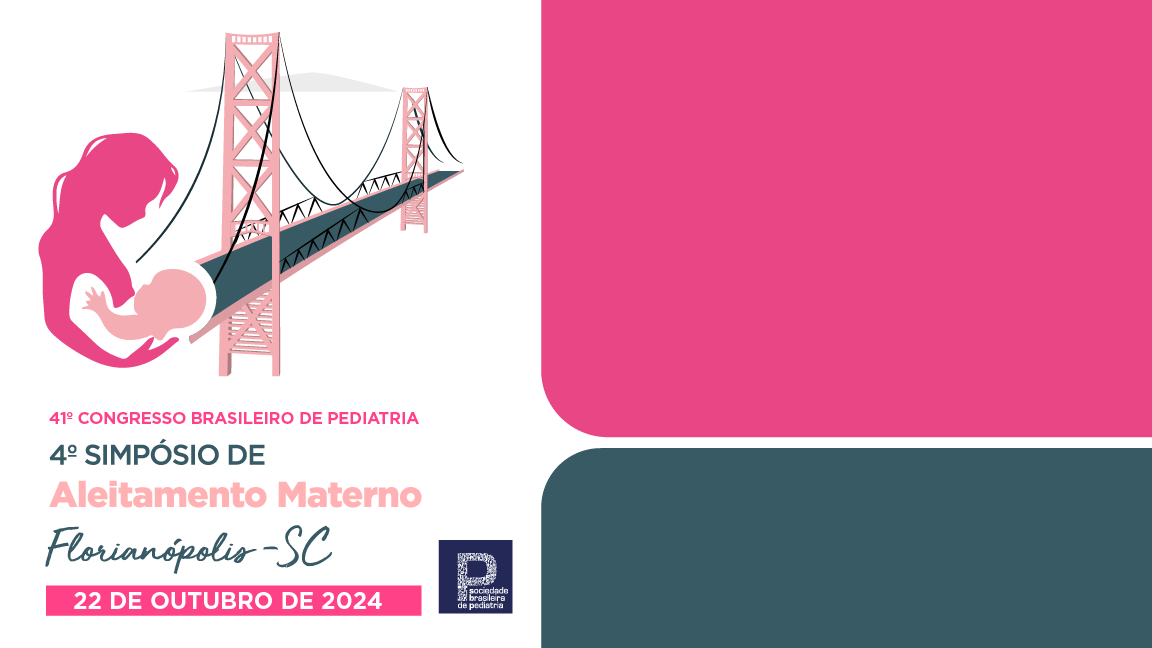 41º CONGRESSO BRASILEIRO DE PEDIATRIA
4º SIMPÓSIO DE
Aleitamento Materno
Florianópolis - SC
22 DE OUTUBRO DE 2024
P
sociedade
brasileira
de pediatria